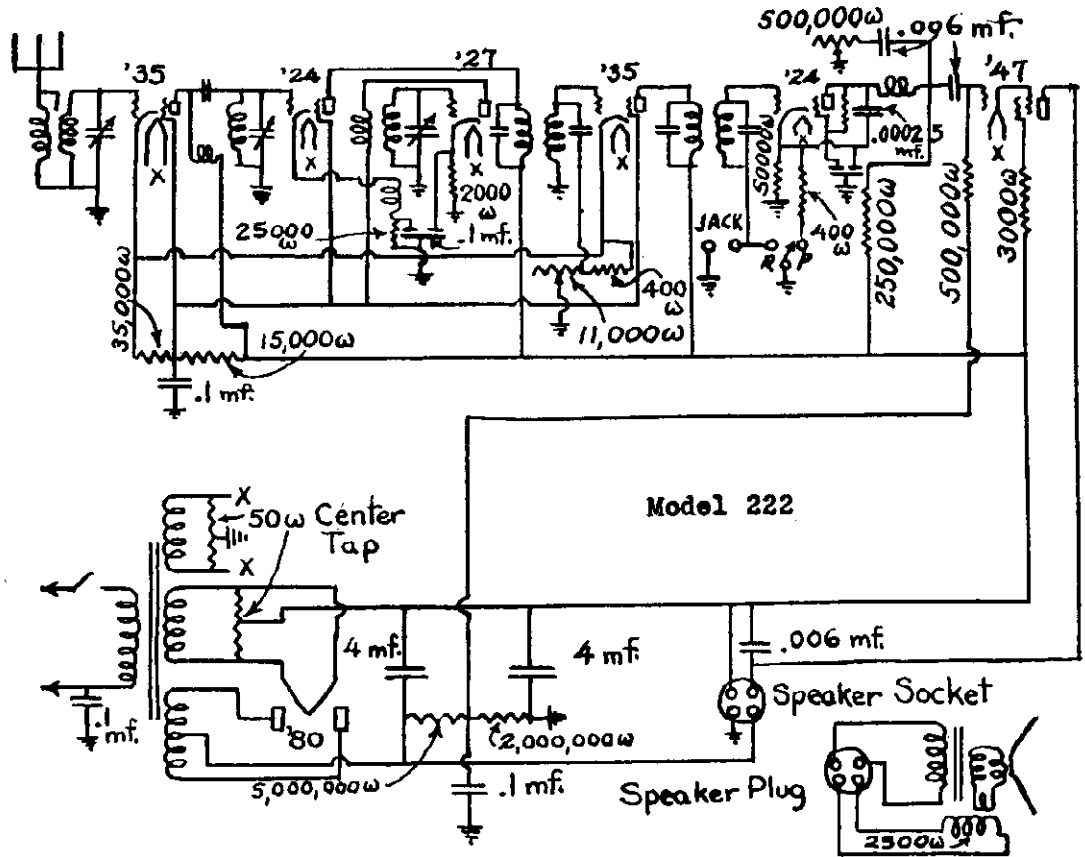 500,000ω
.006 mf.
'35
'24
'27
'35
'24
'47
X
X
X
X
X
.00025
mf.
50000ω
2000
ω
25000
ω
.1 mf.
JACK
R
P
400
ω
250,000ω
500,000ω
3000ω
35,000ω
15,000ω
400
ω
11,000ω
.1 mf.
Model 222
X
50ω Center
Tap
X
4 mf.
4 mf.
.006 mf.
.1
mf.
'80
Speaker Socket
2,000,000ω
5,000,000ω
.1 mf.
Speaker Plug
2500ω